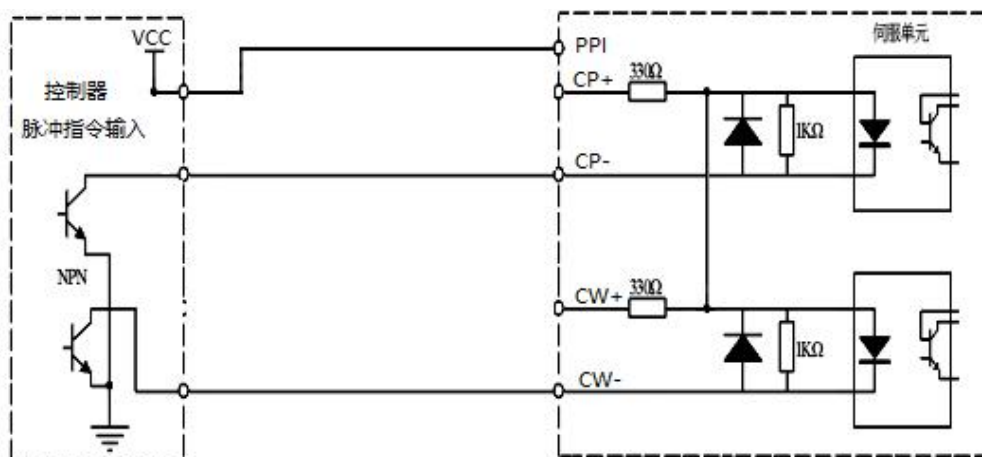 VCC
控制器
脉冲指令输入
NPN
PPI
伺服单元
CP+
330Ω
1KΩ
CP-
CW+
330Ω
1KΩ
CW-